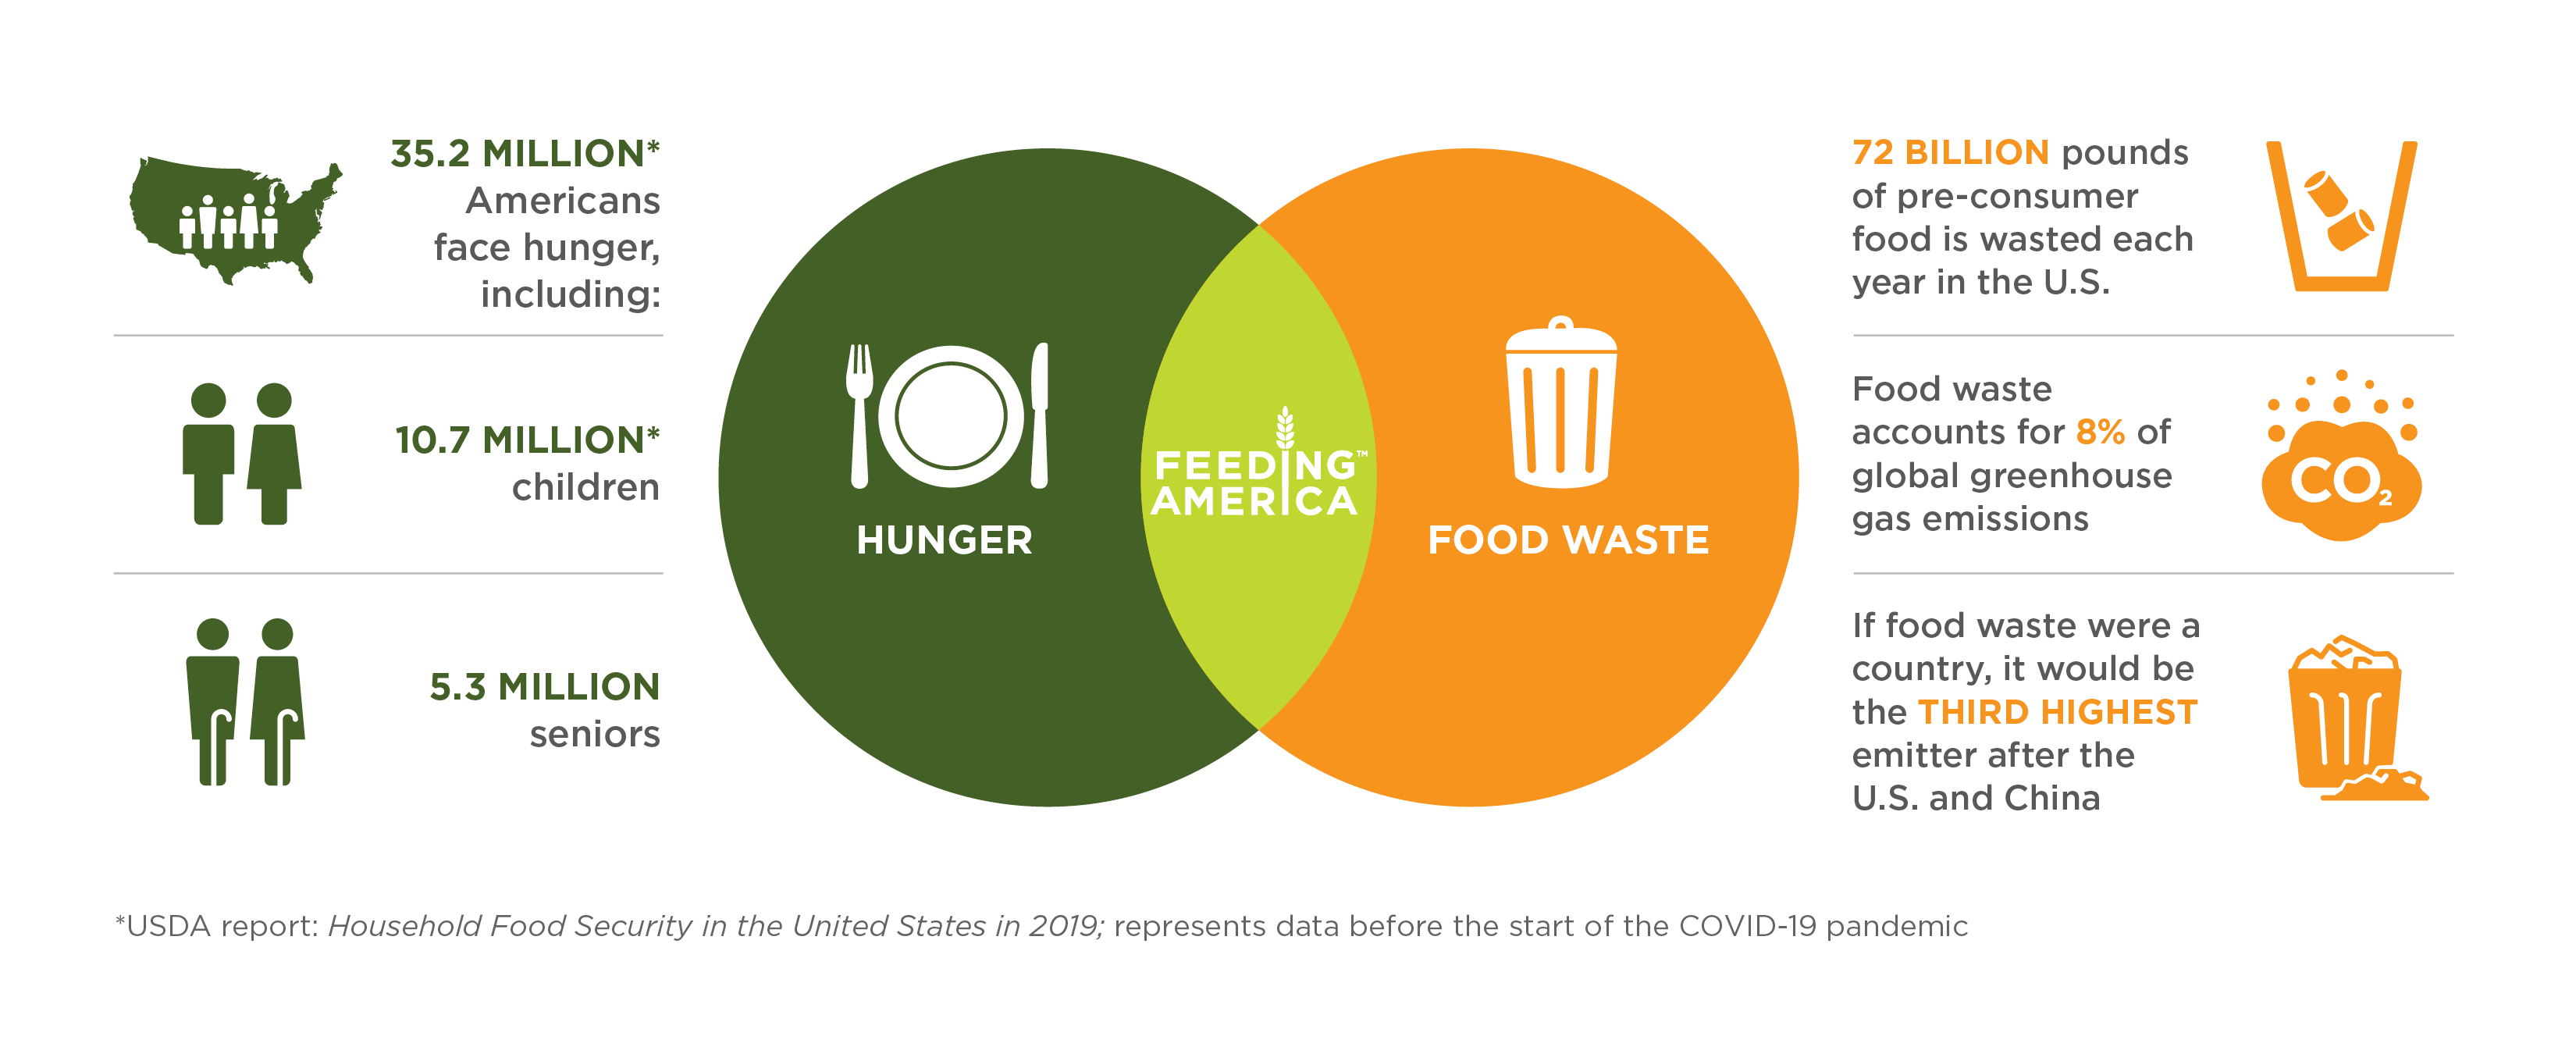 35.2 MILLION*
Americans
face hunger,
including:
10.7 MILLION*
children
5.3 MILLION
seniors
HUNGER
FEEDING™
AMERICA
FOOD WASTE
72 BILLION pounds
of pre-consumer
food is wasted each
year in the U.S.
Food waste
accounts for 8% of
global greenhouse
gas emissions
CO₂
If food waste were a
country, it would be
the THIRD HIGHEST
emitter after the
U.S. and China
*USDA report: Household Food Security in the United States in 2019; represents data before the start of the COVID-19 pandemic